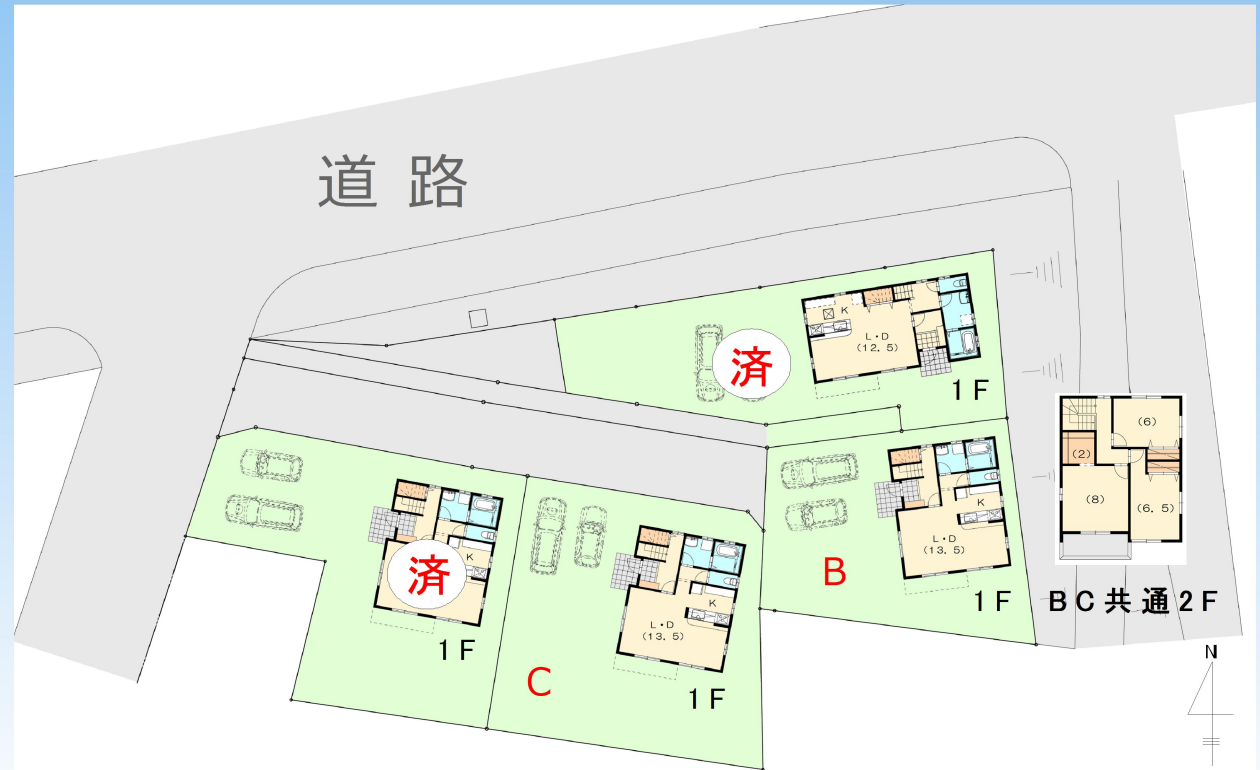 道路
K
L・D
(12.5)
済
1F
K
L・D
(13.5)
B
1F
(6)
(2)
(8)
(6.5)
BC共通2F
K
済
1F
K
L・D
(13.5)
C
1F
N